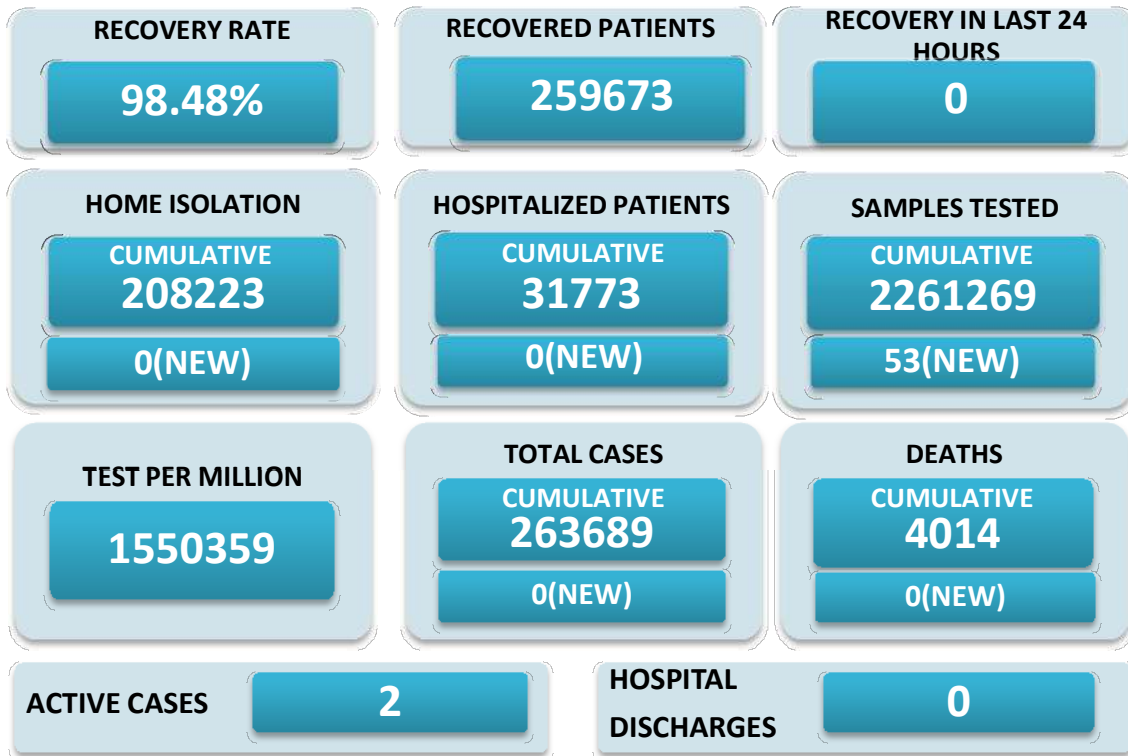 RECOVERY RATE
98.48%
RECOVERED PATIENTS
259673
RECOVERY IN LAST 24
HOURS
0
HOME ISOLATION
CUMULATIVE
208223
0(NEW)
HOSPITALIZED PATIENTS
CUMULATIVE
31773
0(NEW)
SAMPLES TESTED
CUMULATIVE
2261269
53(NEW)
TEST PER MILLION
1550359
TOTAL CASES
CUMULATIVE
263689
0(NEW)
DEATHS
CUMULATIVE
4014
0(NEW)
ACTIVE CASES
2
HOSPITAL
DISCHARGES
0